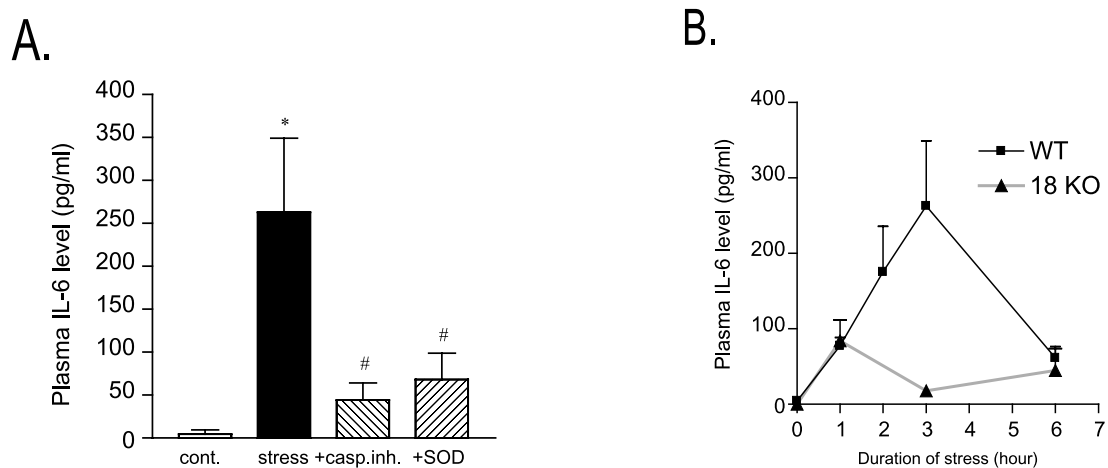 A.
Plasma IL-6 level (pg/ml)
400
350
300
250
200
150
100
50
0
*
#
#
cont.
stress
+casp.inh.
+SOD
B.
Plasma IL-6 level (pg/ml)
400
300
200
100
0
WT
18 KO
0 1 2 3 4 5 6 7
Duration of stress (hour)